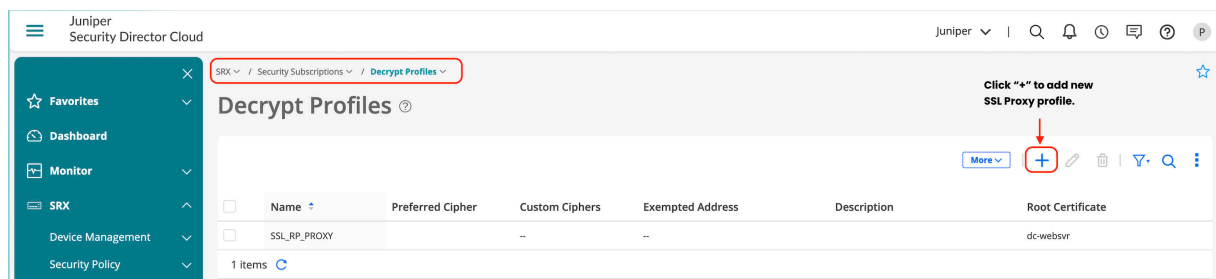 Juniper
Security Director Cloud
Juniper
P
SRX / Security Subscriptions / Decrypt Profiles
Click "+" to add new
SSL Proxy profile.
Favorites
Decrypt Profiles ?
Dashboard
More
Monitor
SRX
Name Preferred Cipher Custom Ciphers Exempted Address Description Root Certificate
Device Management
SSL_RP_PROXY -- -- dc-websvr
Security Policy
1 items